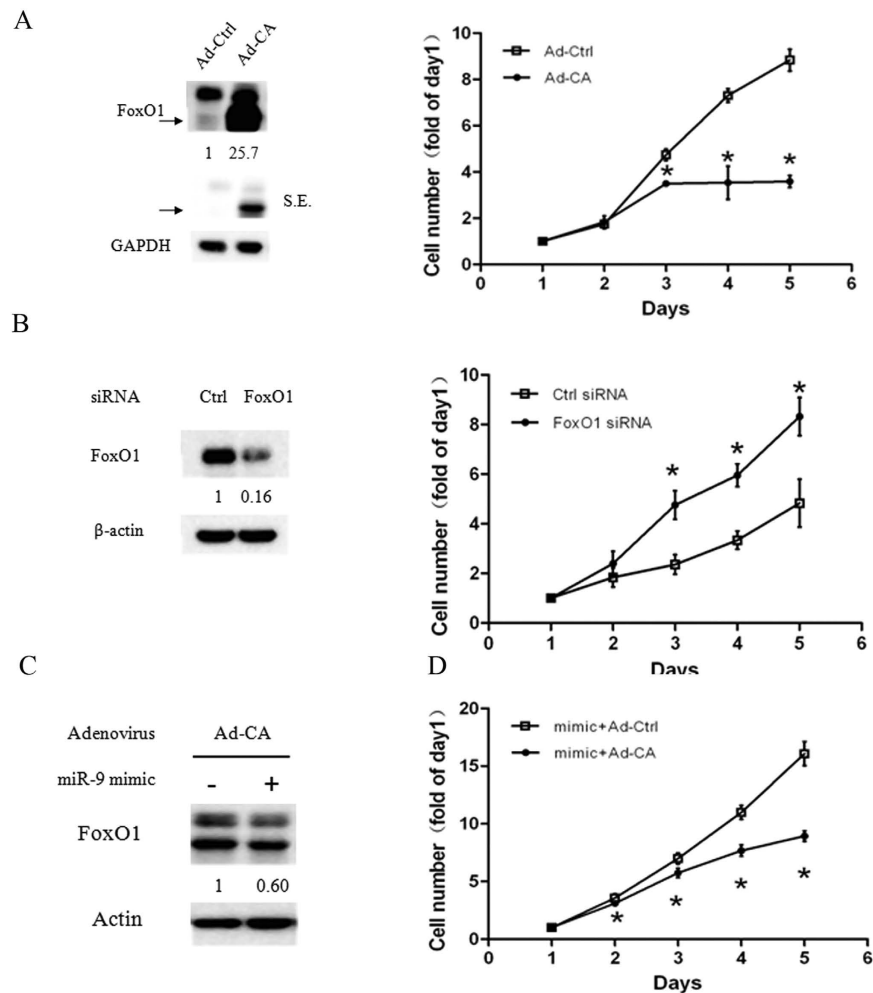 A
Ad-Ctrl
Ad-CA
FoxO1
1 25.7
S.E.
GAPDH
Cell number (fold of day1)
10
8
6
4
2
0
Ad-Ctrl
Ad-CA
*
*
*
0 1 2 3 4 5 6
Days
B
siRNA Ctrl FoxO1
FoxO1
1 0.16
β-actin
Cell number (fold of day1)
10
8
6
4
2
0
Ctrl siRNA
FoxO1 siRNA
*
*
*
0 1 2 3 4 5 6
Days
C
Adenovirus Ad-CA
miR-9 mimic - +
FoxO1
1 0.60
Actin
D
Cell number (fold of day1)
20
15
10
5
0
mimic+Ad-Ctrl
mimic+Ad-CA
*
*
*
*
0 1 2 3 4 5 6
Days